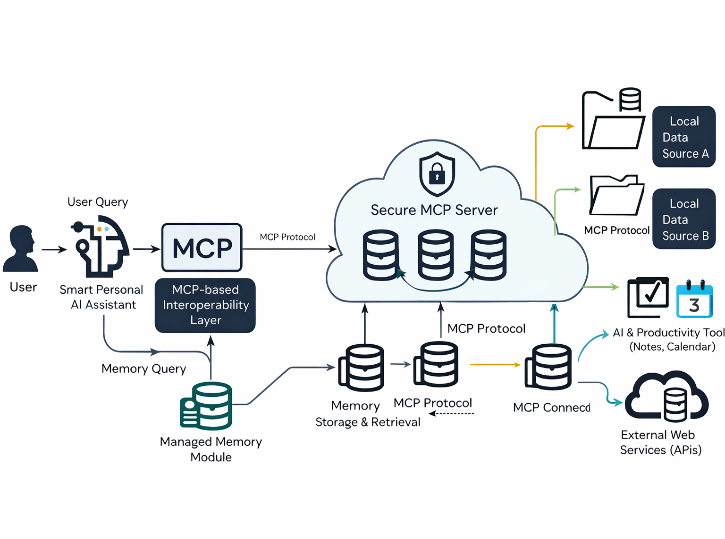 User Query
User
Smart Personal
AI Assistant
MCP
MCP-based
Interoperability
Layer
MCP Protocol
Memory Query
Managed Memory
Module
Secure MCP Server
MCP Protocol
Memory
Storage & Retrieval
MCP Protocol
MCP Connecd
Local
Data
Source A
MCP Protocol
Local
Data
Source B
3
AI & Productivity Tool
(Notes, Calendar)
External Web
Services (APis)